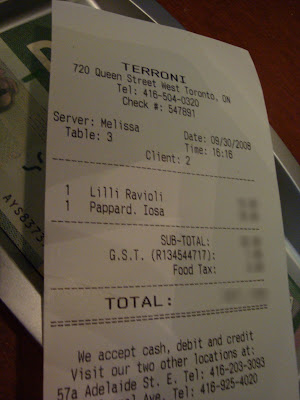 TERRONI
720 Queen Street West Toronto, ON
Tel: 416-504-0320
Check #: 547891
Server: Melissa Date: 09/30/2008
Table: 3 Time: 16:16
Client: 2
1 Lilli Ravioli
1 Pappard. Iosa
SUB-TOTAL:
G.S.T. (R134544717):
Food Tax:
TOTAL:
We accept cash, debit and credit
Visit our two other locations at:
57a Adelaide St. E. Tel: 416-203-3093
Ave. Tel: 416-925-4020